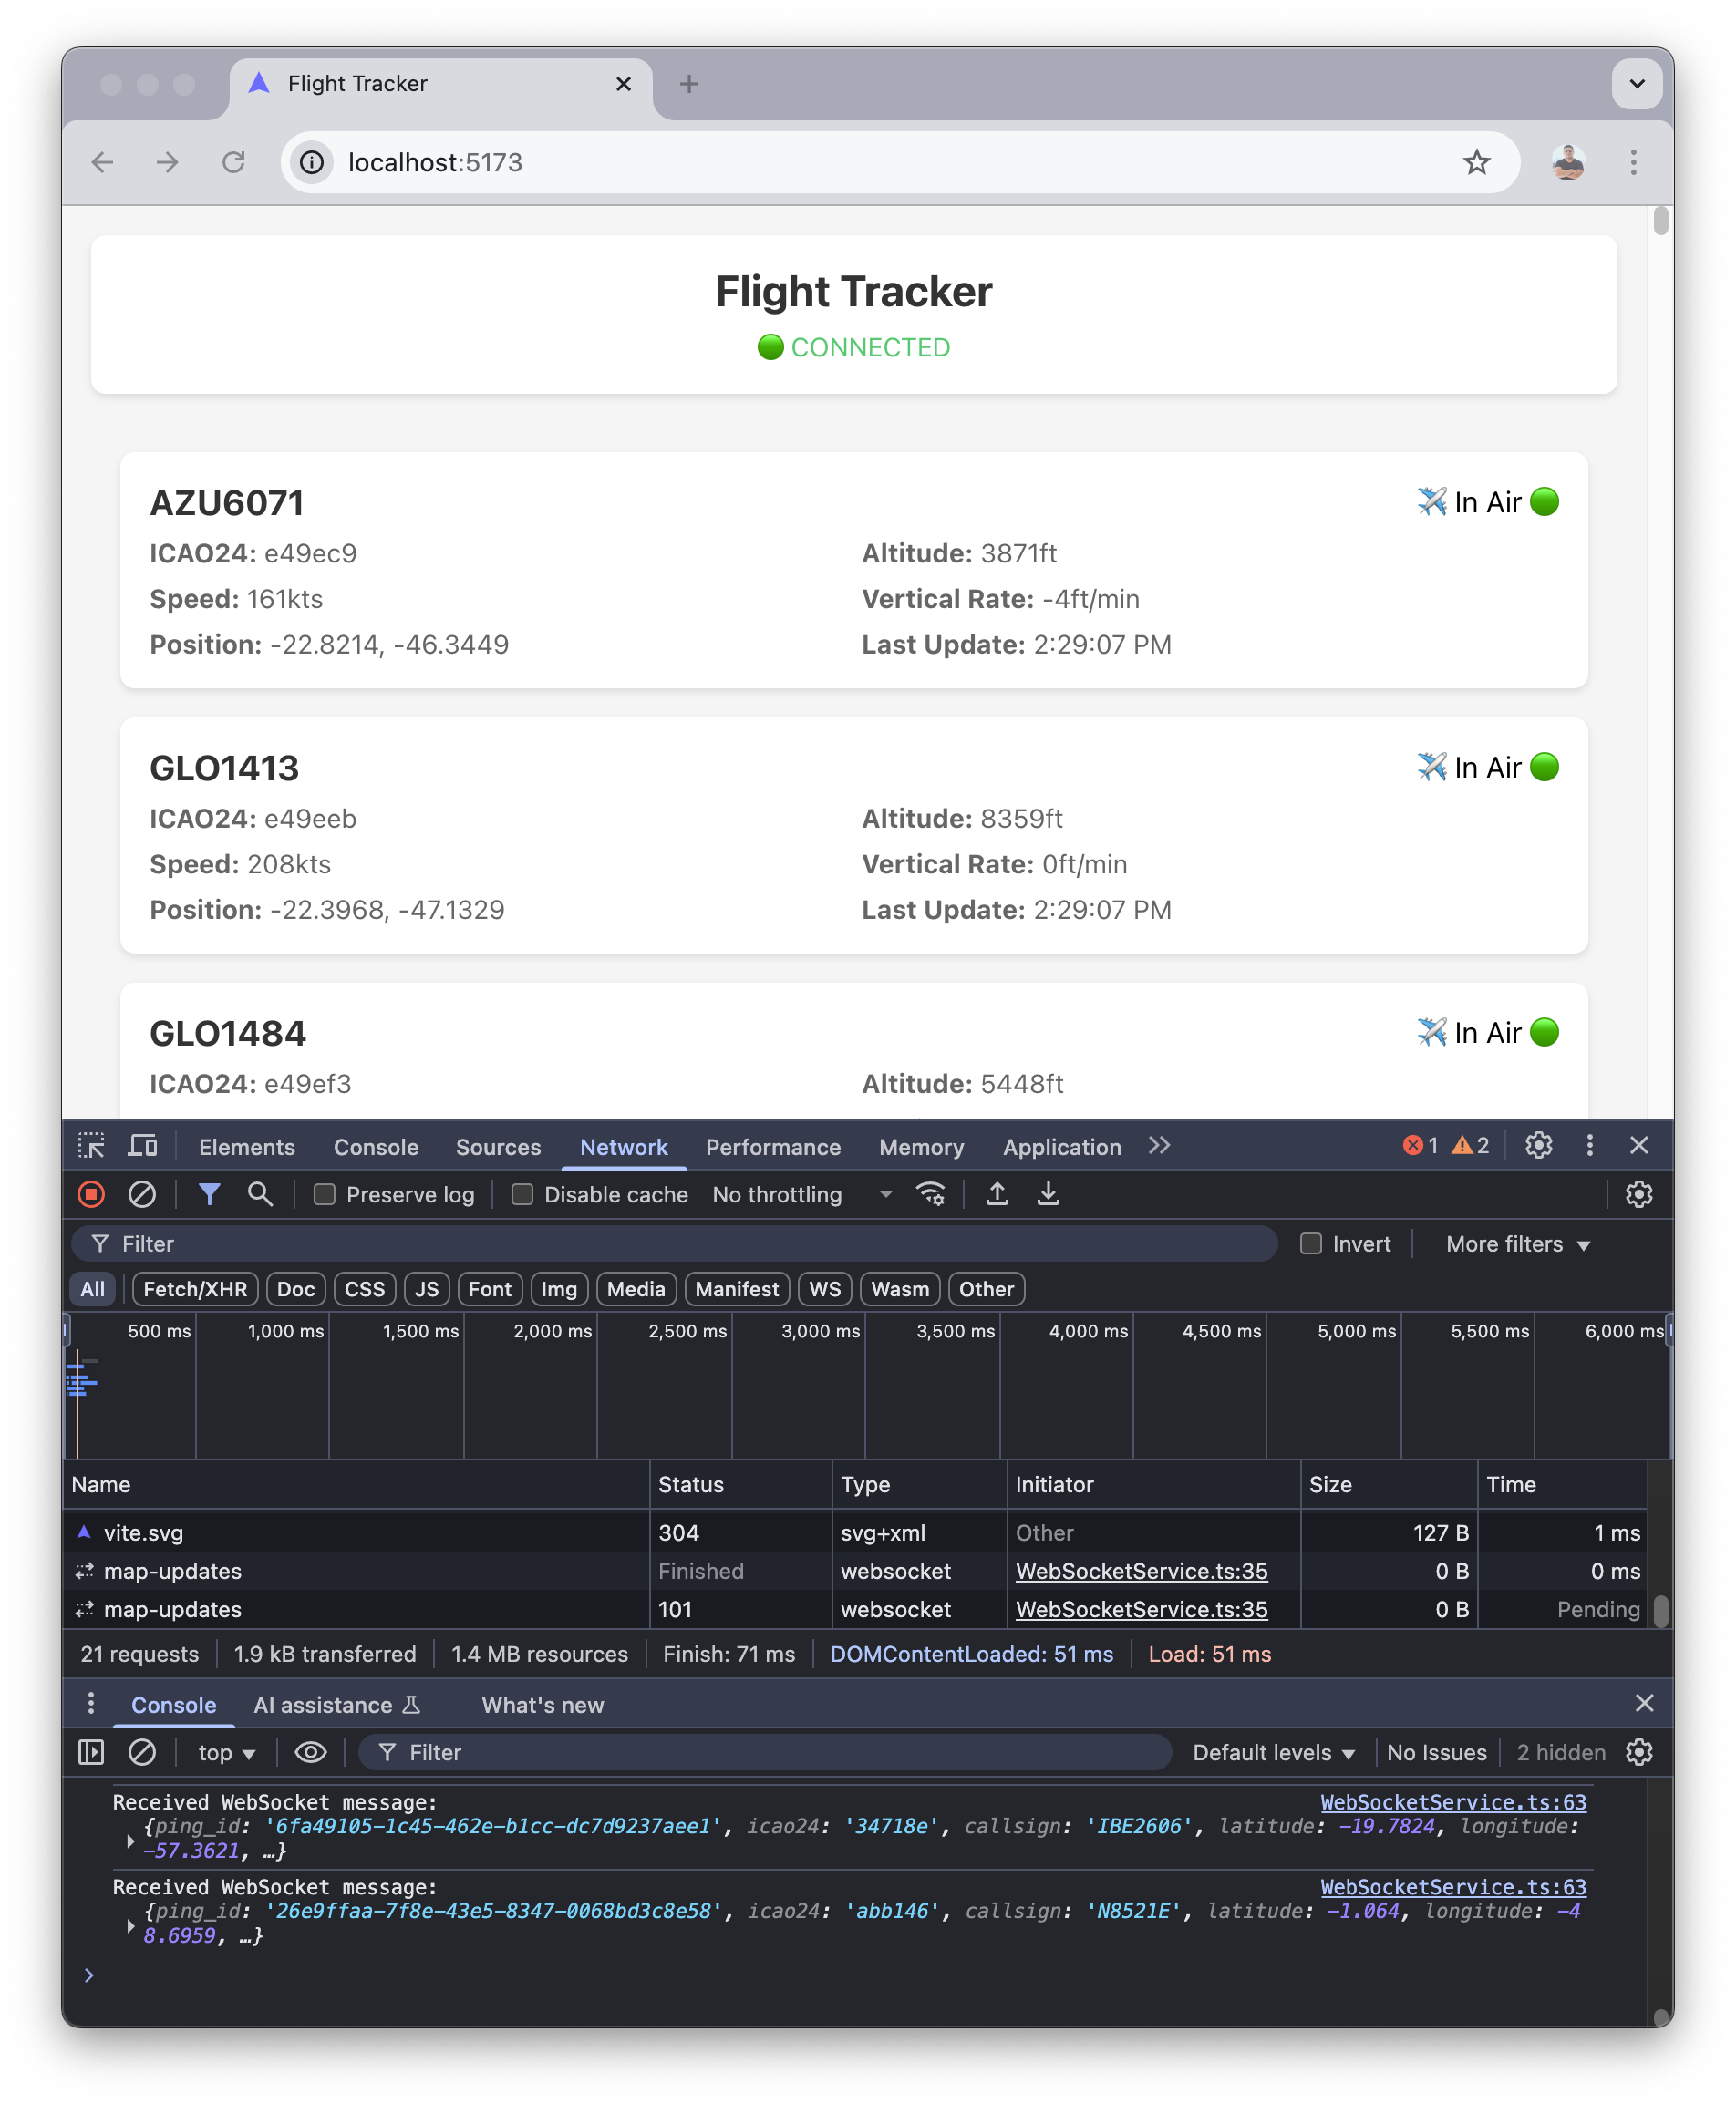 Flight Tracker
localhost:5173
Flight Tracker
CONNECTED
AZU6071
In Air
ICAO24: e49ec9
Altitude: 3871ft
Speed: 161kts
Vertical Rate: -4ft/min
Position: -22.8214, -46.3449
Last Update: 2:29:07 PM
GLO1413
In Air
ICAO24: e49eeb
Altitude: 8359ft
Speed: 208kts
Vertical Rate: 0ft/min
Position: -22.3968, -47.1329
Last Update: 2:29:07 PM
GLO1484
In Air
ICAO24: e49ef3
Altitude: 5448ft
Elements Console Sources Network Performance Memory Application 1 2
Preserve log Disable cache No throttling
Filter Invert More filters
All Fetch/XHR Doc CSS JS Font Img Media Manifest WS Wasm Other
500 ms 1,000 ms 1,500 ms 2,000 ms 2,500 ms 3,000 ms 3,500 ms 4,000 ms 4,500 ms 5,000 ms 5,500 ms 6,000 ms
Name Status Type Initiator Size Time
vite.svg 304 svg+xml Other 127 B 1 ms
map-updates Finished websocket WebSocketService.ts:35 0 B 0 ms
map-updates 101 websocket WebSocketService.ts:35 0 B Pending
21 requests 1.9 kB transferred 1.4 MB resources Finish: 71 ms DOMContentLoaded: 51 ms Load: 51 ms
Console AI assistance What's new
top Filter Default levels No Issues 2 hidden
Received WebSocket message: WebSocketService.ts:63
{ping_id: '6fa49105-1c45-462e-b1cc-dc7d9237aee1', icao24: '34718e', callsign: 'IBE2606', latitude: -19.7824, longitude:
-57.3621, …}
Received WebSocket message: WebSocketService.ts:63
{ping_id: '26e9ffaa-7f8e-43e5-8347-0068bd3c8e58', icao24: 'abb146', callsign: 'N8521E', latitude: -1.064, longitude: -4
8.6959, …}